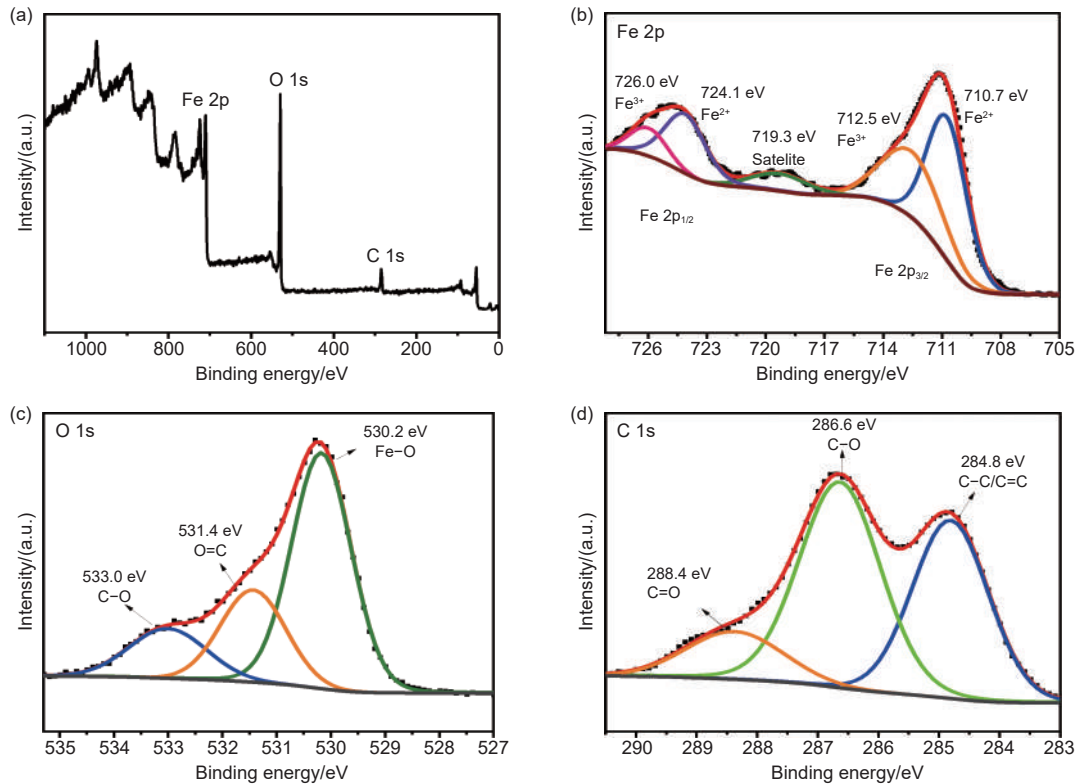 (a)
Fe 2p
O 1s
C 1s
Intensity/(a.u.)
1000
800
600
400
200
0
Binding energy/eV
(b)
Fe 2p
726.0 eV
Fe³⁺
724.1 eV
Fe²⁺
719.3 eV
Satelite
712.5 eV
Fe³⁺
710.7 eV
Fe²⁺
Fe 2p₁/₂
Fe 2p₃/₂
Intensity/(a.u.)
726
723
720
717
714
711
708
705
Binding energy/eV
(c)
O 1s
530.2 eV
Fe−O
531.4 eV
O=C
533.0 eV
C−O
Intensity/(a.u.)
535
534
533
532
531
530
529
528
527
Binding energy/eV
(d)
C 1s
286.6 eV
C−O
284.8 eV
C−C/C=C
288.4 eV
C=O
Intensity/(a.u.)
290
289
288
287
286
285
284
283
Binding energy/eV